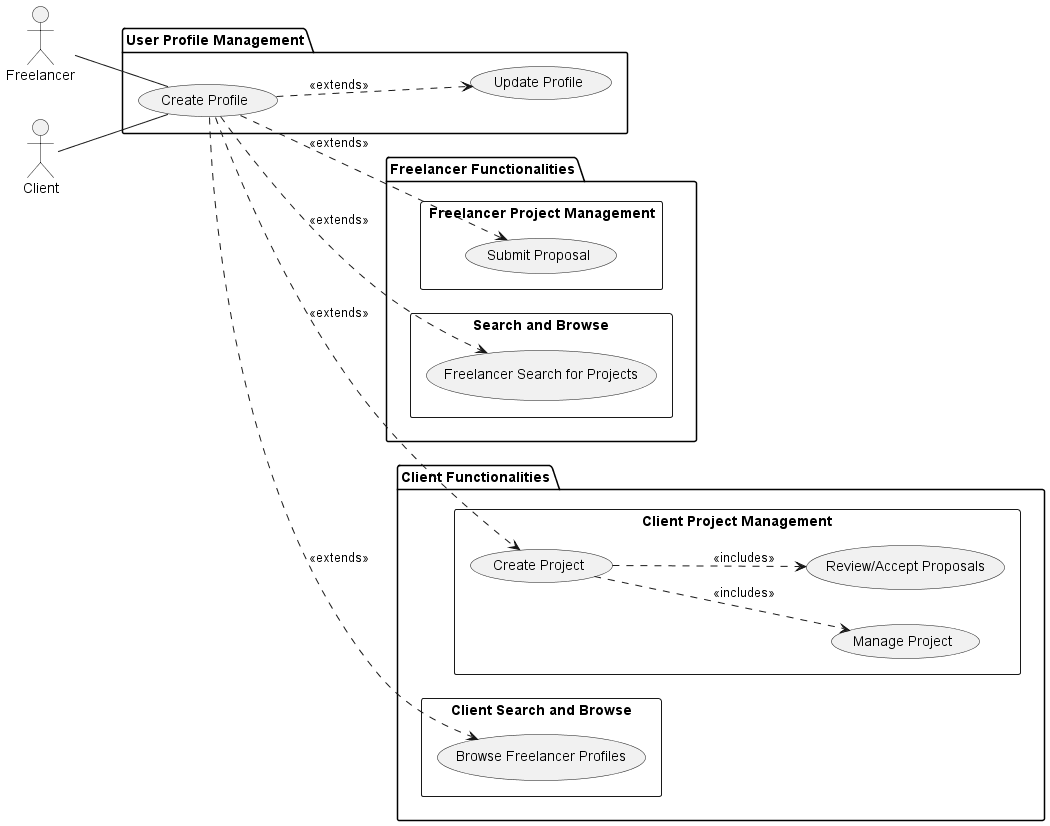 Freelancer
Client
User Profile Management
Create Profile
«extends»
Update Profile
«extends»
Freelancer Functionalities
Freelancer Project Management
«extends»
Submit Proposal
«extends»
Search and Browse
Freelancer Search for Projects
Client Functionalities
Client Project Management
Create Project
«includes»
Review/Accept Proposals
«includes»
Manage Project
«extends»
Client Search and Browse
Browse Freelancer Profiles